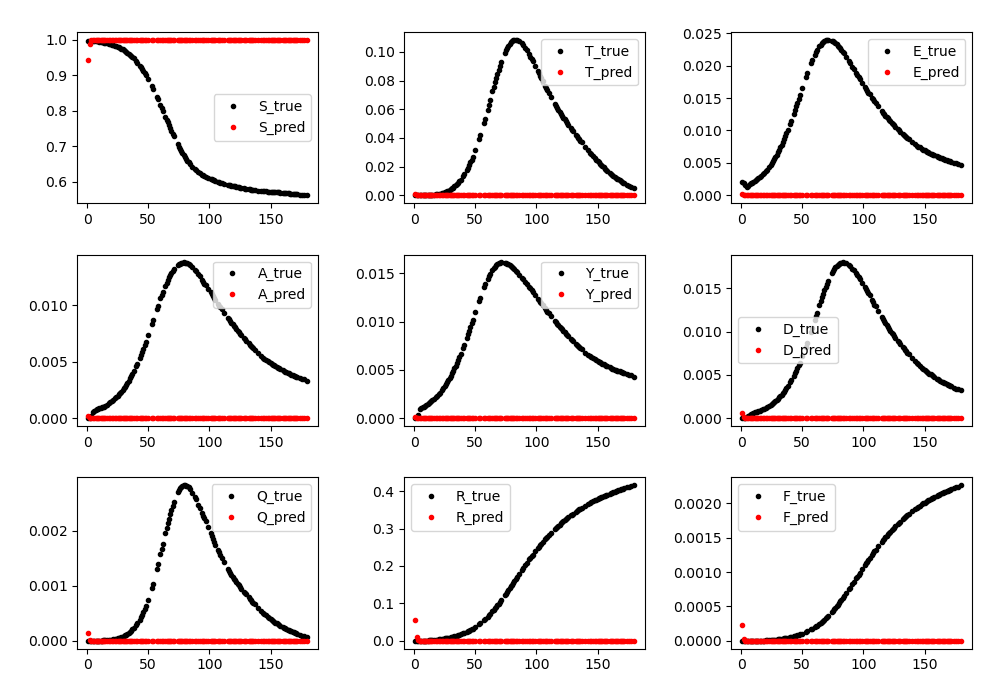 1.0
0.9
0.8
0.7
0.6
S_true
S_pred
0 50 100 150
0.10
0.08
0.06
0.04
0.02
0.00
T_true
T_pred
0 50 100 150
0.025
0.020
0.015
0.010
0.005
0.000
E_true
E_pred
0 50 100 150
0.010
0.005
0.000
A_true
A_pred
0 50 100 150
0.015
0.010
0.005
0.000
Y_true
Y_pred
0 50 100 150
0.015
0.010
0.005
0.000
D_true
D_pred
0 50 100 150
0.002
0.001
0.000
Q_true
Q_pred
0 50 100 150
0.4
0.3
0.2
0.1
0.0
R_true
R_pred
0 50 100 150
0.0020
0.0015
0.0010
0.0005
0.0000
F_true
F_pred
0 50 100 150